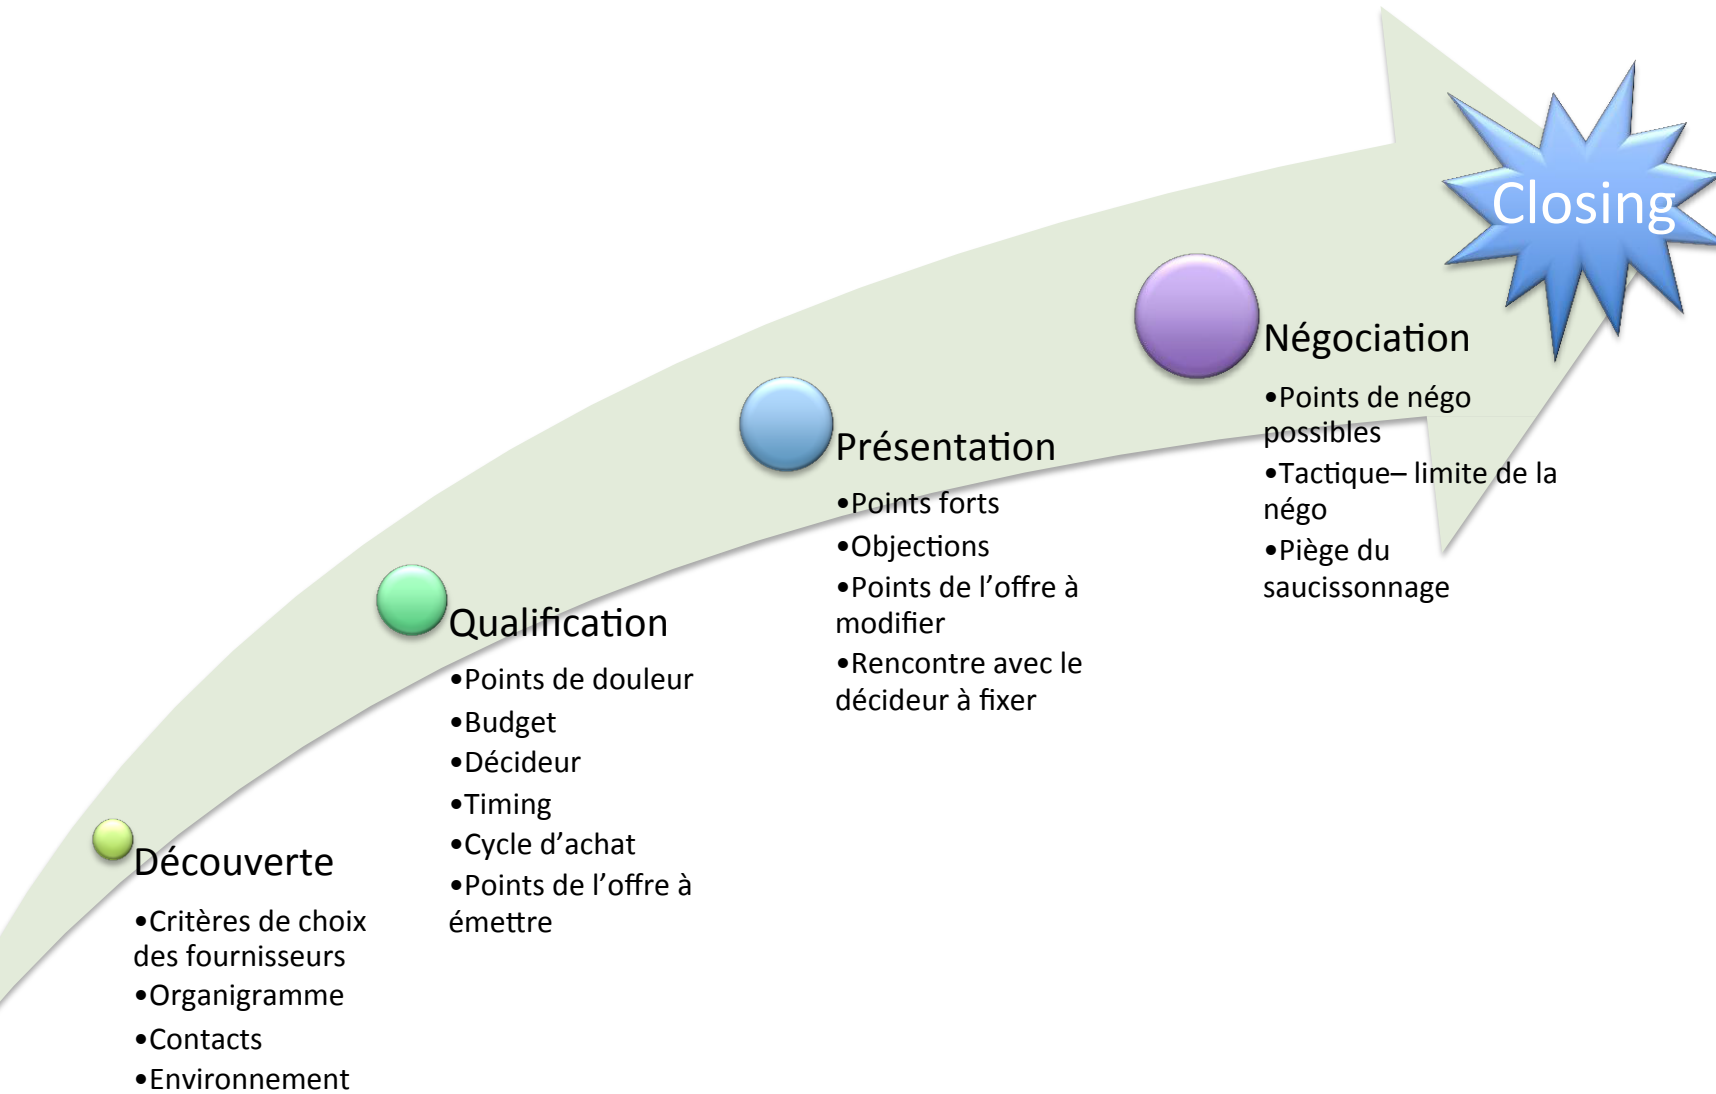 Closing
Négociation
•Points de négo
possibles
•Tactique– limite de la
négo
•Piège du
saucissonnage
Présentation
•Points forts
•Objections
•Points de l’offre à
modifier
•Rencontre avec le
décideur à fixer
Qualification
•Points de douleur
•Budget
•Décideur
•Timing
•Cycle d’achat
•Points de l’offre à
émettre
Découverte
•Critères de choix
des fournisseurs
•Organigramme
•Contacts
•Environnement